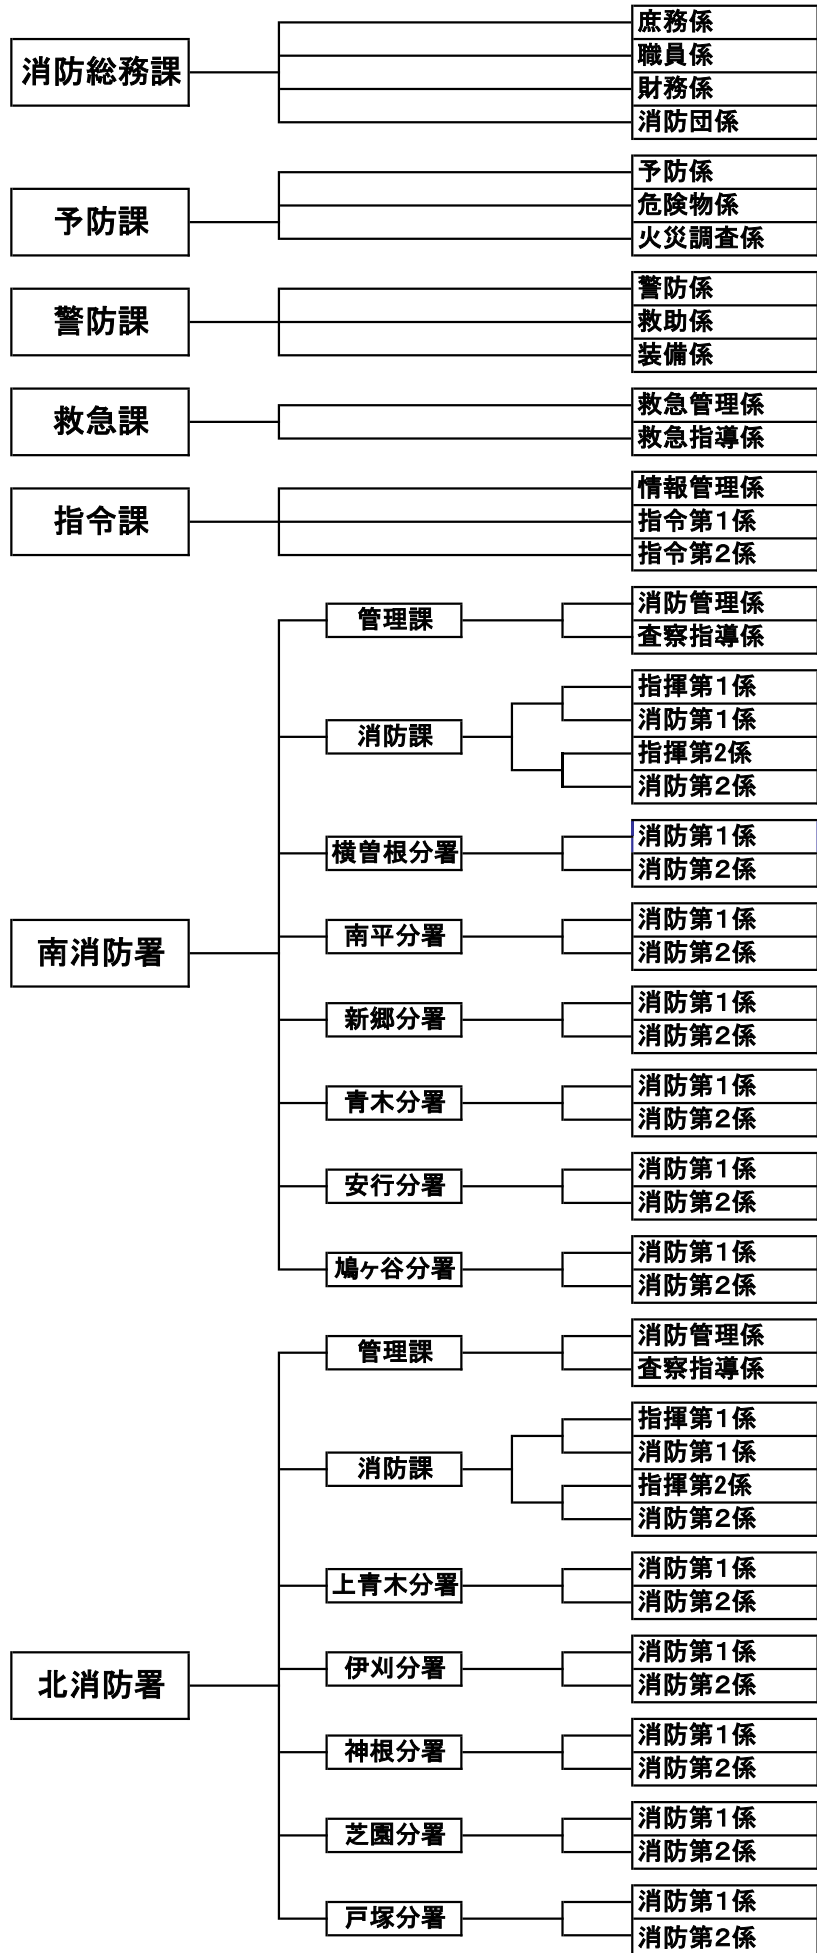 消防総務課
庶務係
職員係
財務係
消防団係
予防課
予防係
危険物係
火災調査係
警防課
警防係
救助係
装備係
救急課
救急管理係
救急指導係
指令課
情報管理係
指令第1係
指令第2係
南消防署
管理課
消防管理係
査察指導係
消防課
指揮第1係
消防第1係
指揮第2係
消防第2係
横曽根分署
消防第1係
消防第2係
南平分署
消防第1係
消防第2係
新郷分署
消防第1係
消防第2係
青木分署
消防第1係
消防第2係
安行分署
消防第1係
消防第2係
鳩ヶ谷分署
消防第1係
消防第2係
北消防署
管理課
消防管理係
査察指導係
消防課
指揮第1係
消防第1係
指揮第2係
消防第2係
上青木分署
消防第1係
消防第2係
伊刈分署
消防第1係
消防第2係
神根分署
消防第1係
消防第2係
芝園分署
消防第1係
消防第2係
戸塚分署
消防第1係
消防第2係